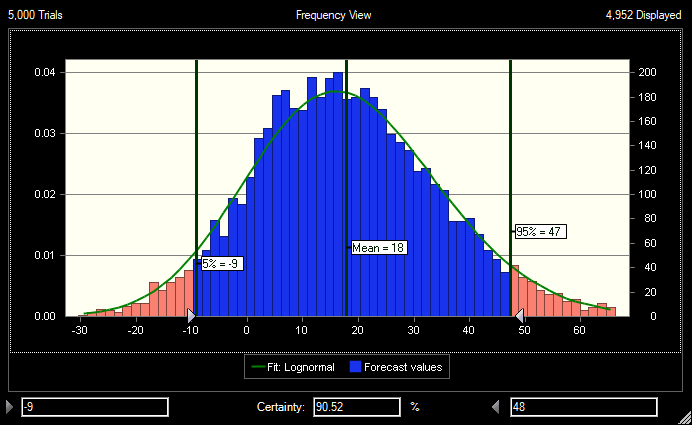 5,000 Trials Frequency View 4,952 Displayed
0.04 200
180
160
0.03 140
120
0.02 100
80
95% = 47
Mean = 18
60
0.01
5% = -9
40
20
0.00 0
-30 -20 -10 0 10 20 30 40 50 60
Fit: Lognormal Forecast values
-9 Certainty: 90.52 % 48